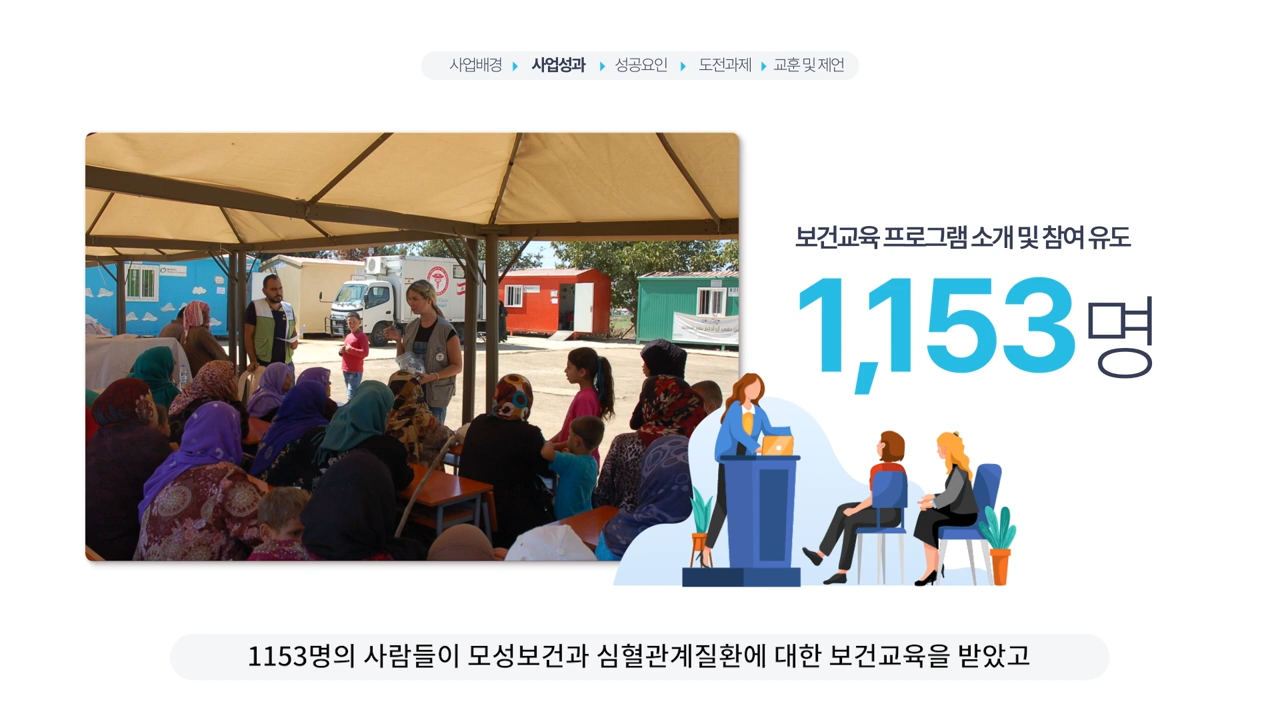 사업배경 사업성과 성공요인 도전과제 교훈 및 제언
보건교육 프로그램 소개 및 참여 유도
1,153명
1153명의 사람들이 모성보건과 심혈관계질환에 대한 보건교육을 받았고